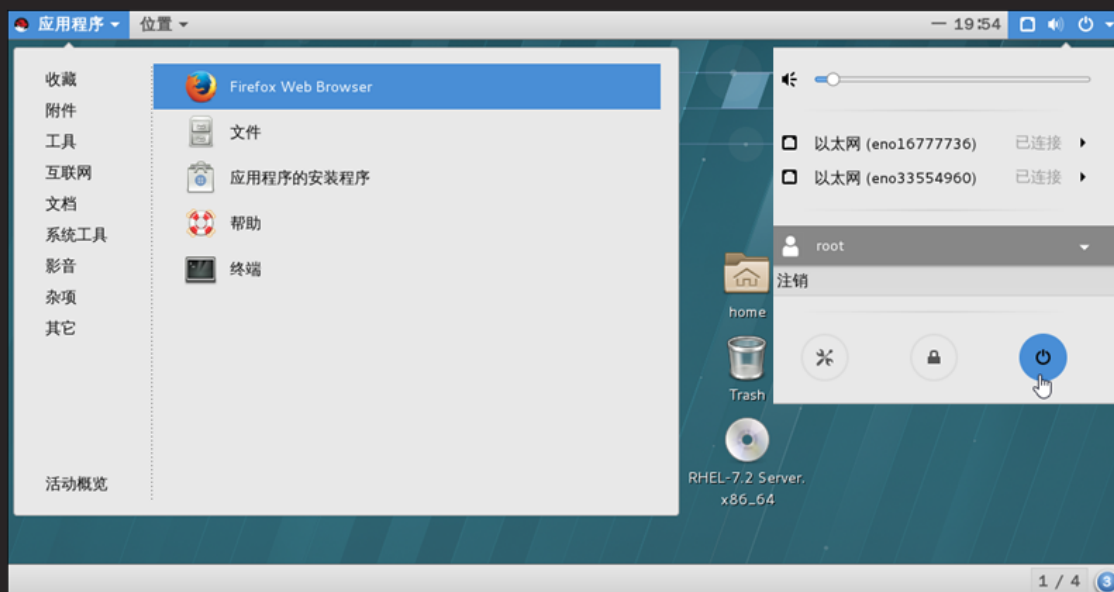 应用程序 位置 一 19:54
收藏
附件
工具
互联网
文档
系统工具
影音
杂项
其它
活动概览
Firefox Web Browser
文件
应用程序的安装程序
帮助
终端
home
Trash
RHEL-7.2 Server.
x86_64
以太网 (eno16777736) 已连接
以太网 (eno33554960) 已连接
root
注销
1 / 4 3